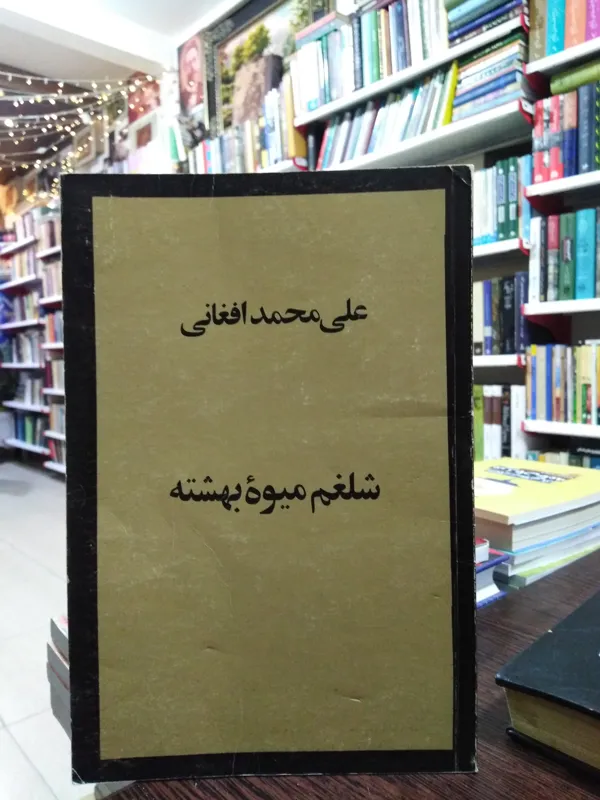 علی‌محمد افغانی
شلغم میوهٔ بهشته